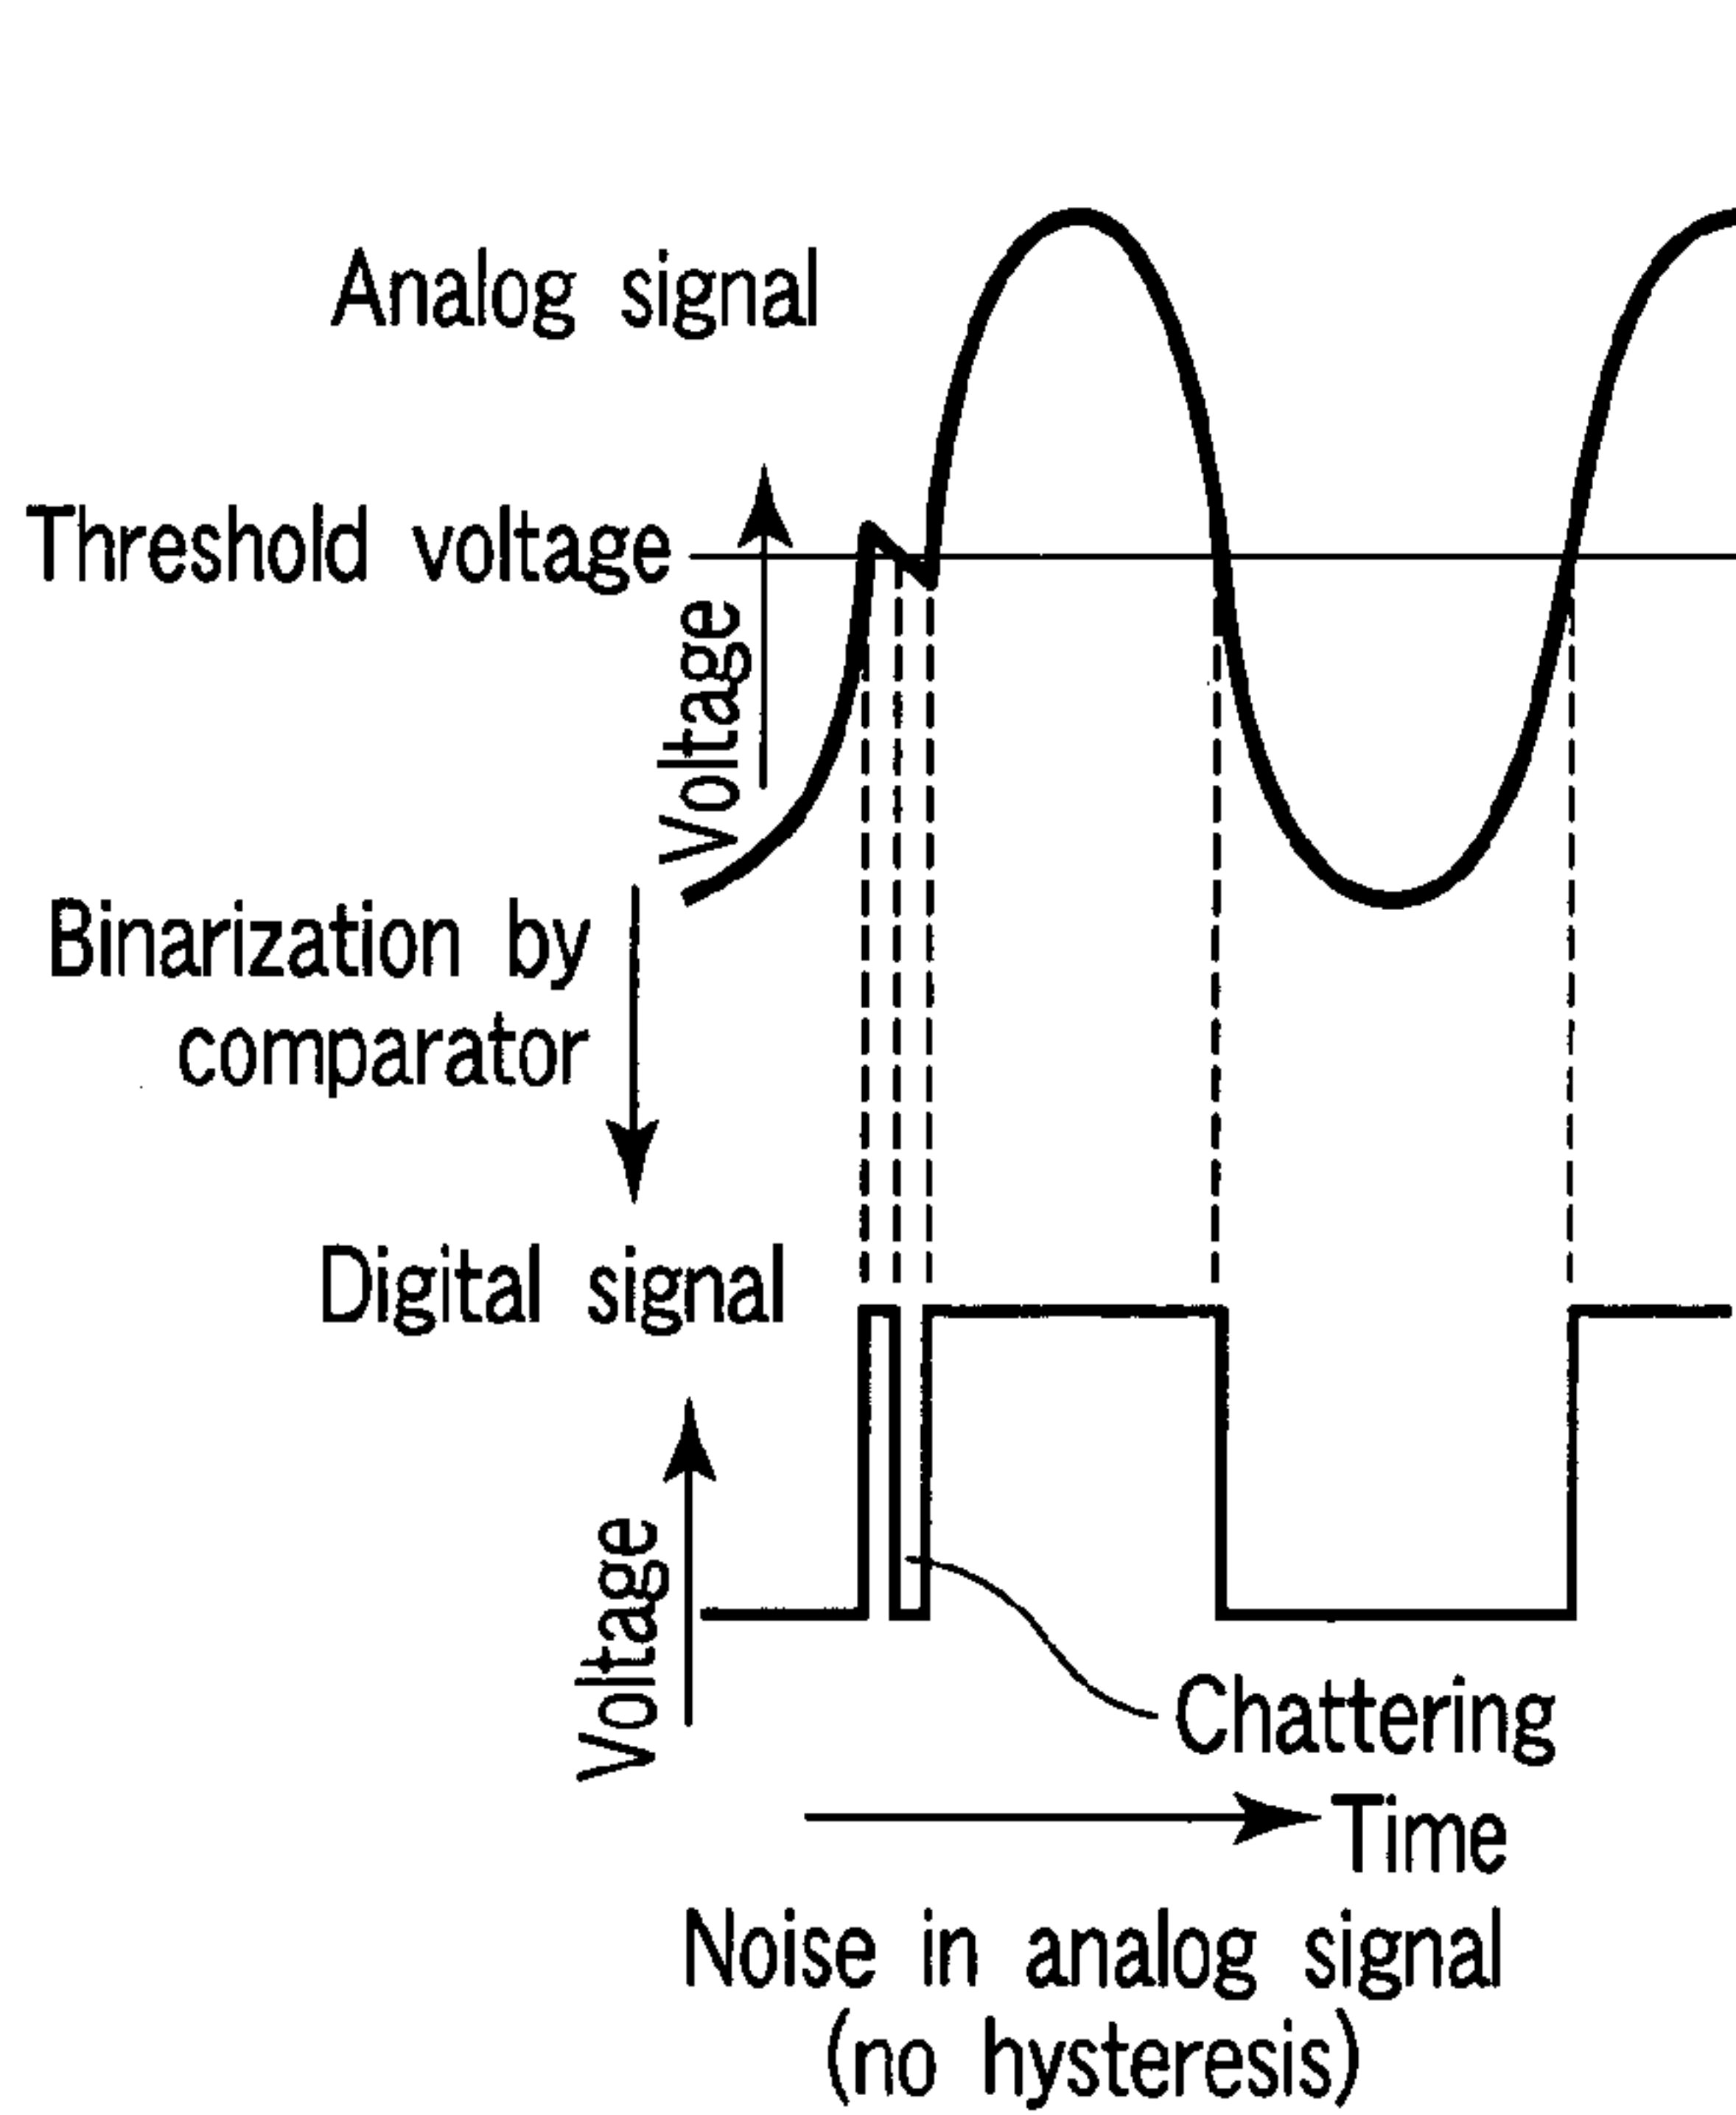 Analog signal
Threshold voltage
Voltage
Binarization by
comparator
Digital signal
Voltage
Chattering
Time
Noise in analog signal
(no hysteresis)